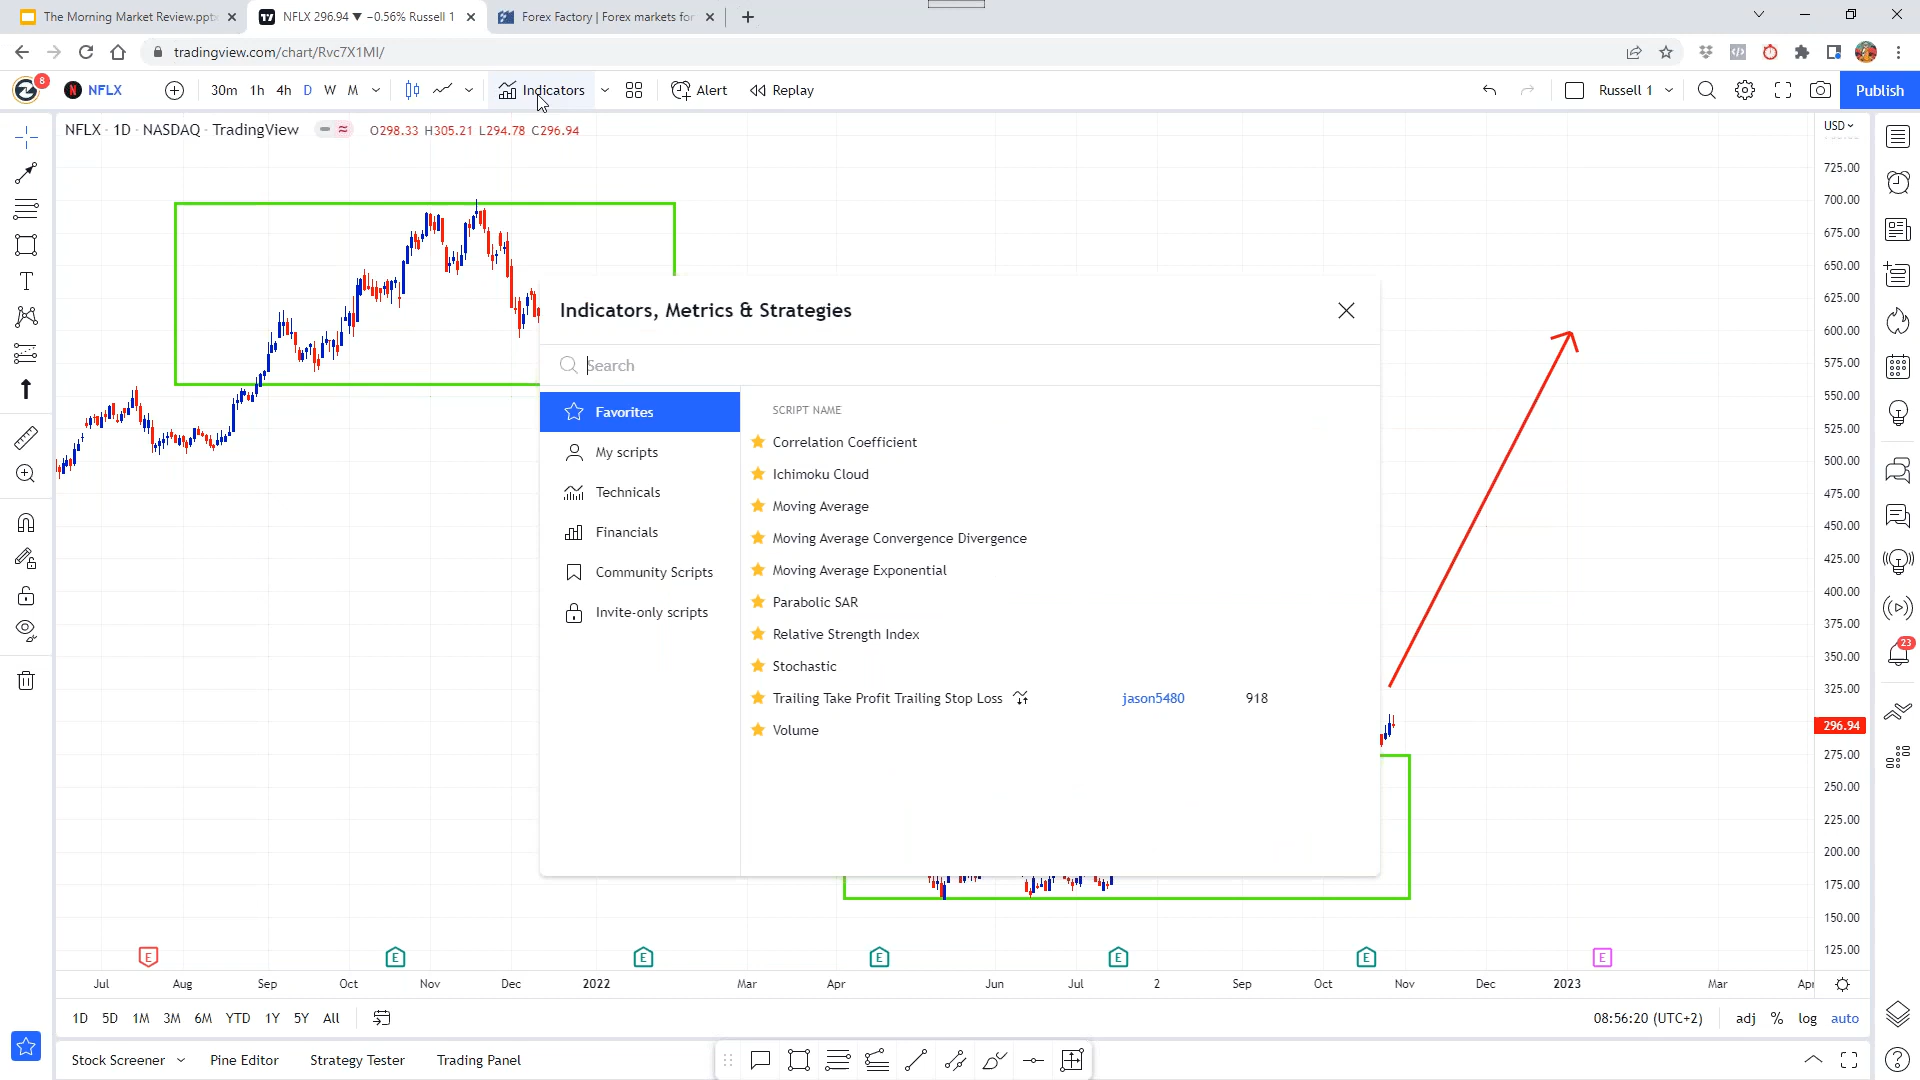 The Morning Market Review.ppt
NFLX 296.94 ▼ −0.56% Russell 1
Forex Factory | Forex markets for
tradingview.com/chart/Rvc7X1MI/
8
NFLX
30m 1h 4h D W M
Indicators
Alert
Replay
Russell 1
Publish
NFLX · 1D · NASDAQ · TradingView
O298.33 H305.21 L294.78 C296.94
USD
725.00
700.00
675.00
650.00
625.00
600.00
575.00
550.00
525.00
500.00
475.00
450.00
425.00
400.00
375.00
350.00
325.00
296.94
275.00
250.00
225.00
200.00
175.00
150.00
125.00
23
Indicators, Metrics & Strategies
Search
Favorites
My scripts
Technicals
Financials
Community Scripts
Invite-only scripts
SCRIPT NAME
Correlation Coefficient
Ichimoku Cloud
Moving Average
Moving Average Convergence Divergence
Moving Average Exponential
Parabolic SAR
Relative Strength Index
Stochastic
Trailing Take Profit Trailing Stop Loss jason5480 918
Volume
E E E E E E E
Jul Aug Sep Oct Nov Dec 2022 Mar Apr Jun Jul 2 Sep Oct Nov Dec 2023 Mar Apr
1D 5D 1M 3M 6M YTD 1Y 5Y All
08:56:20 (UTC+2)
adj % log auto
Stock Screener Pine Editor Strategy Tester Trading Panel